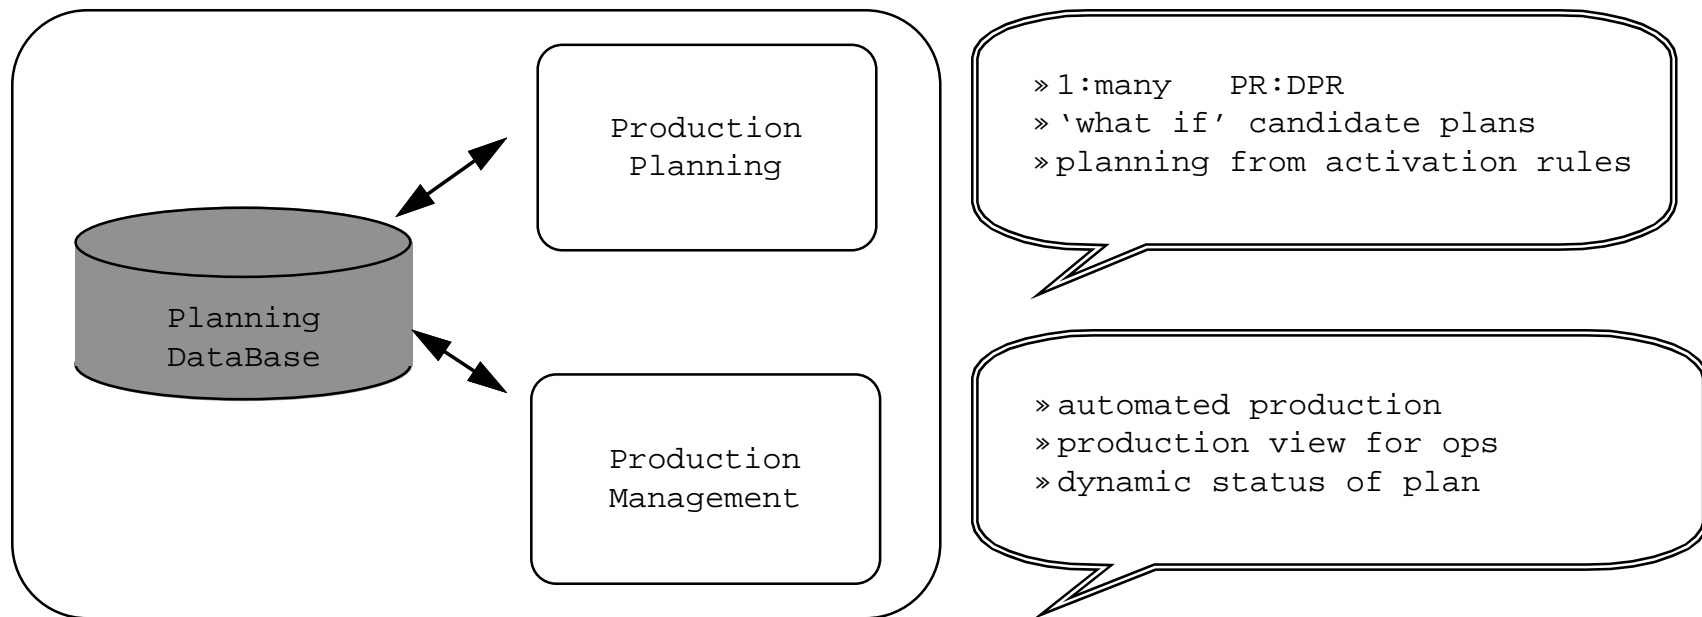 Production
Planning
Planning
DataBase
Production
Management
» 1:many PR:DPR
» ‘what if’ candidate plans
» planning from activation rules
» automated production
» production view for ops
» dynamic status of plan